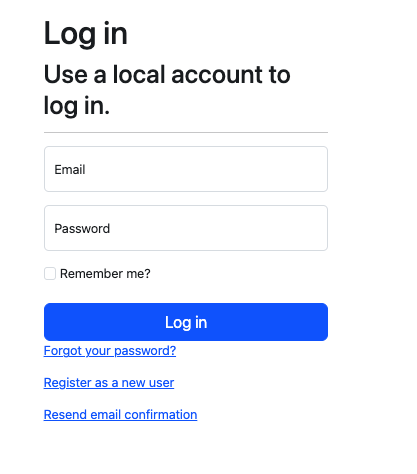 Log in
Use a local account to
log in.
Email
Password
Remember me?
Log in
Forgot your password?
Register as a new user
Resend email confirmation